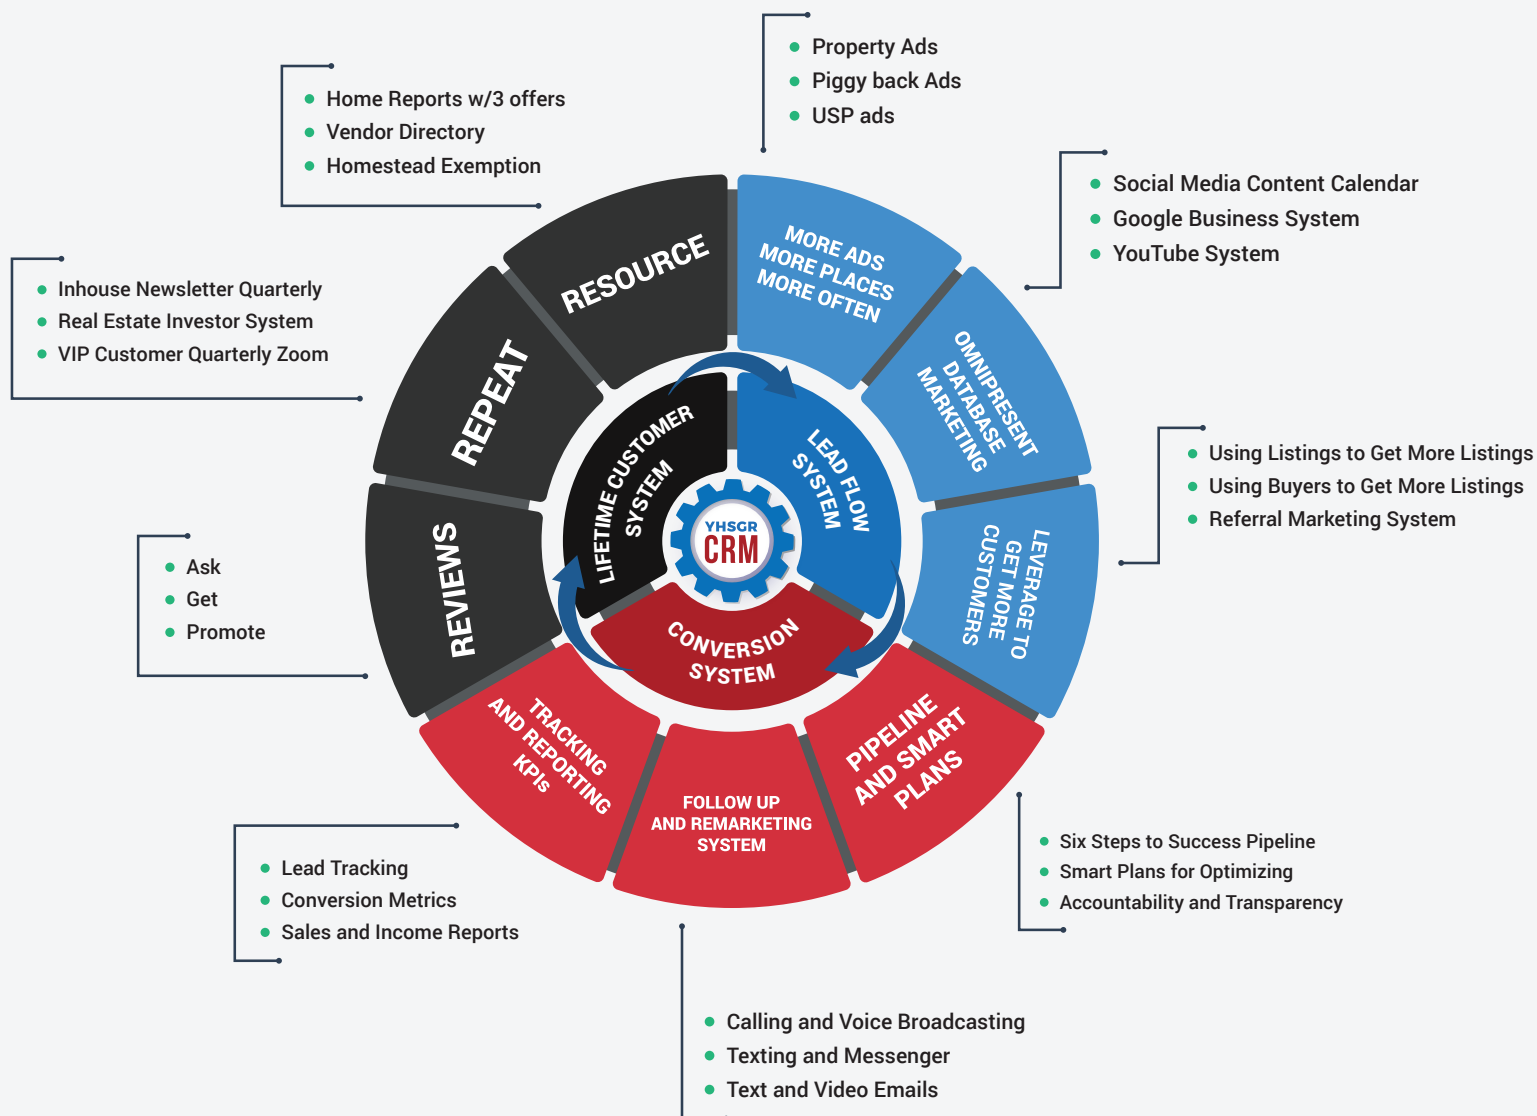 Property Ads
Piggy back Ads
USP ads
Home Reports w/3 offers
Vendor Directory
Homestead Exemption
Social Media Content Calendar
Google Business System
YouTube System
Inhouse Newsletter Quarterly
Real Estate Investor System
VIP Customer Quarterly Zoom
Using Listings to Get More Listings
Using Buyers to Get More Listings
Referral Marketing System
Ask
Get
Promote
RESOURCE
MORE ADS
MORE PLACES
MORE OFTEN
REPEAT
OMNIPRESENT
DATABASE
MARKETING
REVIEWS
LEVERAGE TO
GET MORE
CUSTOMERS
LIFETIME CUSTOMER
SYSTEM
LEAD FLOW
SYSTEM
YHSGR
CRM
CONVERSION
SYSTEM
TRACKING
AND REPORTING
KPIs
FOLLOW UP
AND REMARKETING
SYSTEM
PIPELINE
AND SMART
PLANS
Lead Tracking
Conversion Metrics
Sales and Income Reports
Six Steps to Success Pipeline
Smart Plans for Optimizing
Accountability and Transparency
Calling and Voice Broadcasting
Texting and Messenger
Text and Video Emails